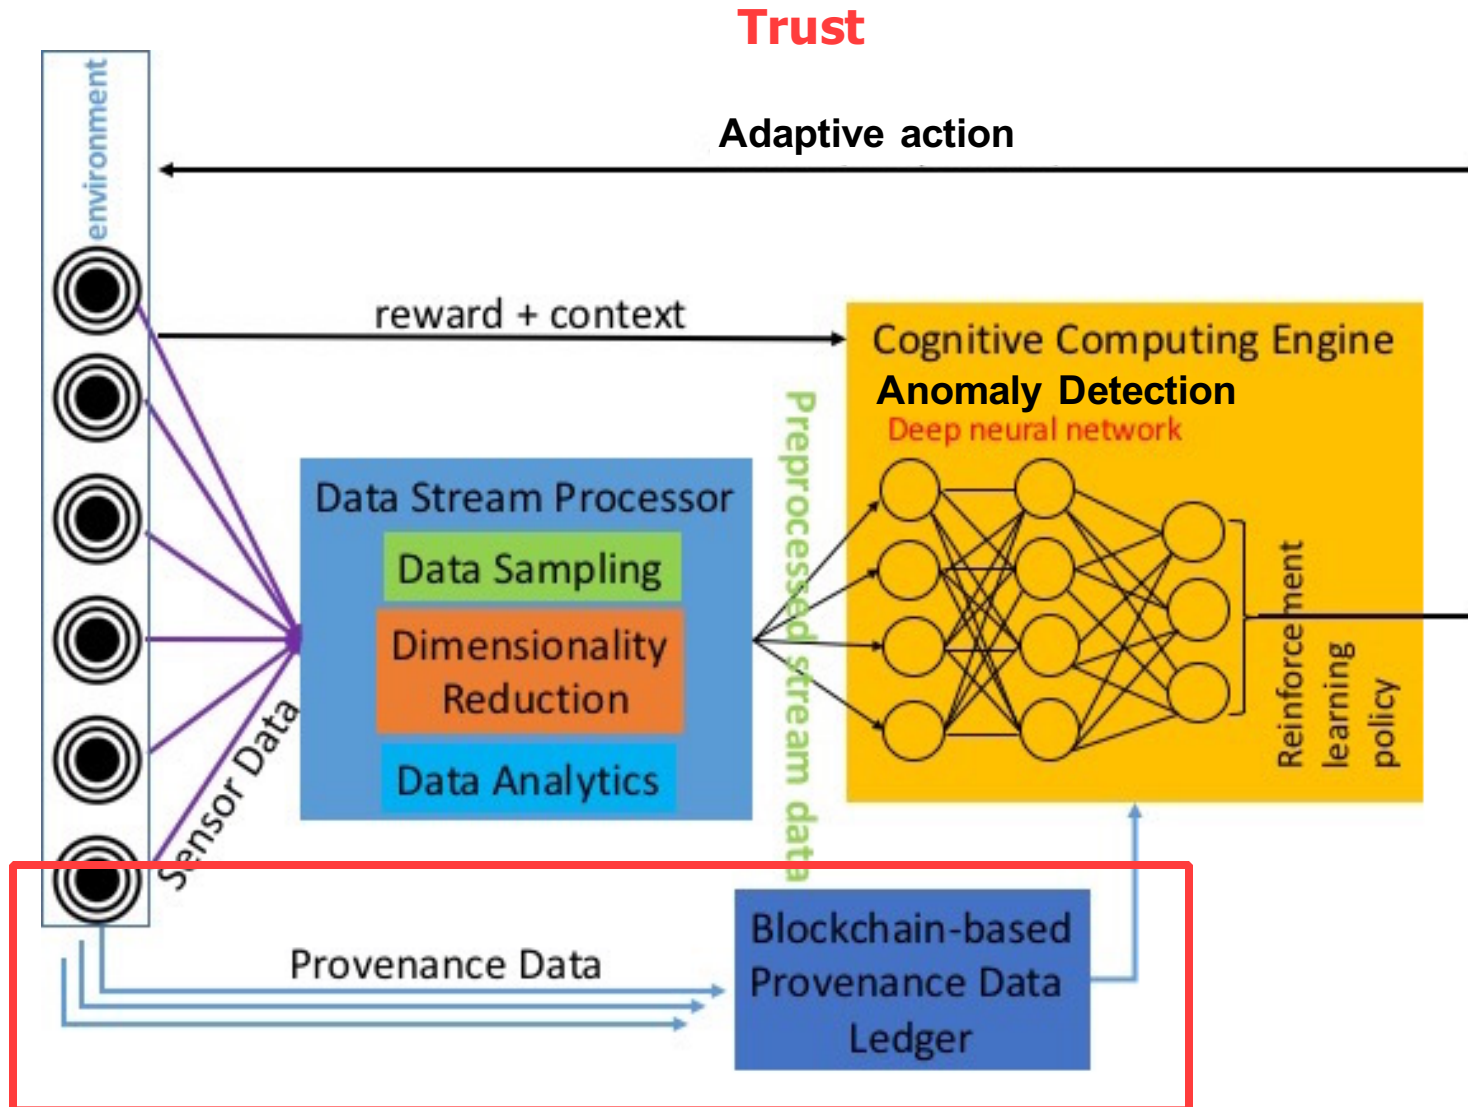 Trust
environment
Adaptive action
reward + context
Cognitive Computing Engine
Anomaly Detection
Deep neural network
Preprocessed stream data
Data Stream Processor
Data Sampling
Dimensionality
Reduction
Data Analytics
Sensor Data
Reinforcement
learning
policy
Provenance Data
Blockchain-based
Provenance Data
Ledger